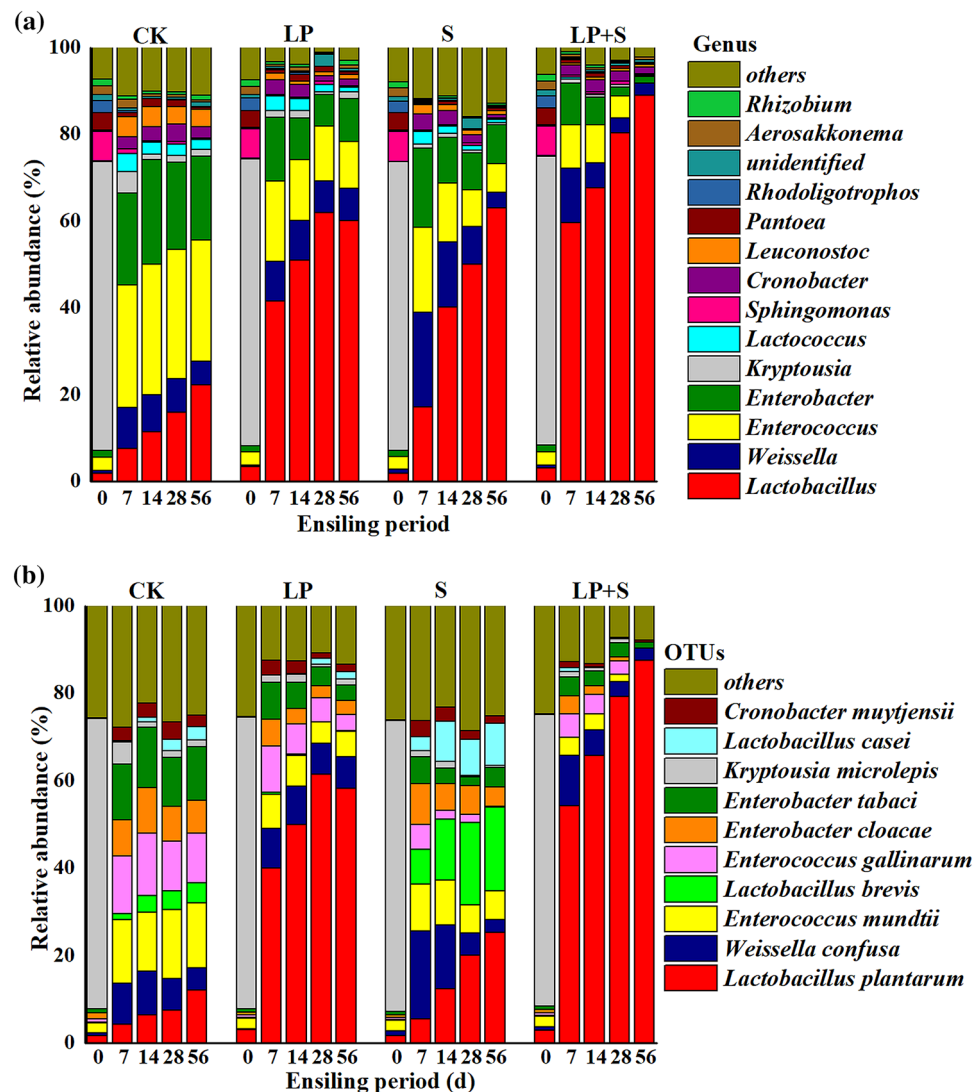 (a)
CK LP S LP+S
Genus
Relative abundance (%)
100
80
60
40
20
0
others
Rhizobium
Aerosakkonema
unidentified
Rhodoligotrophos
Pantoea
Leuconostoc
Cronobacter
Sphingomonas
Lactococcus
Kryptousia
Enterobacter
Enterococcus
Weissella
Lactobacillus
0 7 14 28 56 0 7 14 28 56 0 7 14 28 56 0 7 14 28 56
Ensiling period
(b)
CK LP S LP+S
OTUs
Relative abundance (%)
100
80
60
40
20
0
others
Cronobacter muytjensii
Lactobacillus casei
Kryptousia microlepis
Enterobacter tabaci
Enterobacter cloacae
Enterococcus gallinarum
Lactobacillus brevis
Enterococcus mundtii
Weissella confusa
Lactobacillus plantarum
0 7 14 28 56 0 7 14 28 56 0 7 14 28 56 0 7 14 28 56
Ensiling period (d)